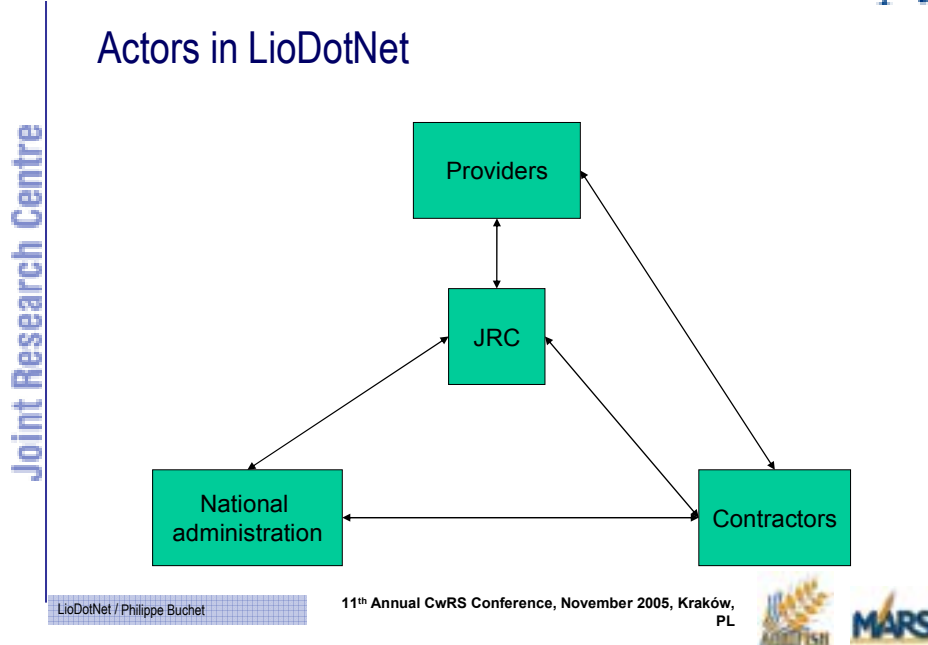 Actors in LioDotNet
Joint Research Centre
Providers
JRC
National
administration
Contractors
LioDotNet / Philippe Buchet
11th Annual CwRS Conference, November 2005, Kraków,
PL
MARS